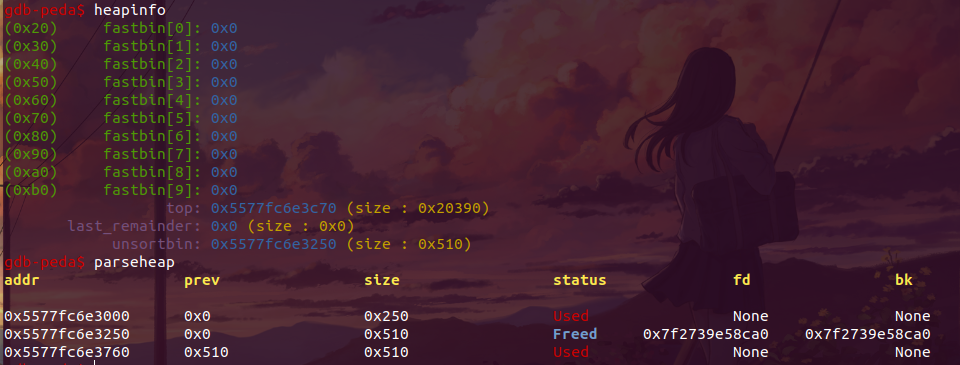 gdb-peda$ heapinfo
(0x20)     fastbin[0]: 0x0
(0x30)     fastbin[1]: 0x0
(0x40)     fastbin[2]: 0x0
(0x50)     fastbin[3]: 0x0
(0x60)     fastbin[4]: 0x0
(0x70)     fastbin[5]: 0x0
(0x80)     fastbin[6]: 0x0
(0x90)     fastbin[7]: 0x0
(0xa0)     fastbin[8]: 0x0
(0xb0)     fastbin[9]: 0x0
top: 0x5577fc6e3c70 (size : 0x20390)
last_remainder: 0x0 (size : 0x0)
unsortbin: 0x5577fc6e3250 (size : 0x510)
gdb-peda$ parseheap
addr prev size status fd bk
0x5577fc6e3000 0x0 0x250 Used None None
0x5577fc6e3250 0x0 0x510 Freed 0x7f2739e58ca0 0x7f2739e58ca0
0x5577fc6e3760 0x510 0x510 Used None None